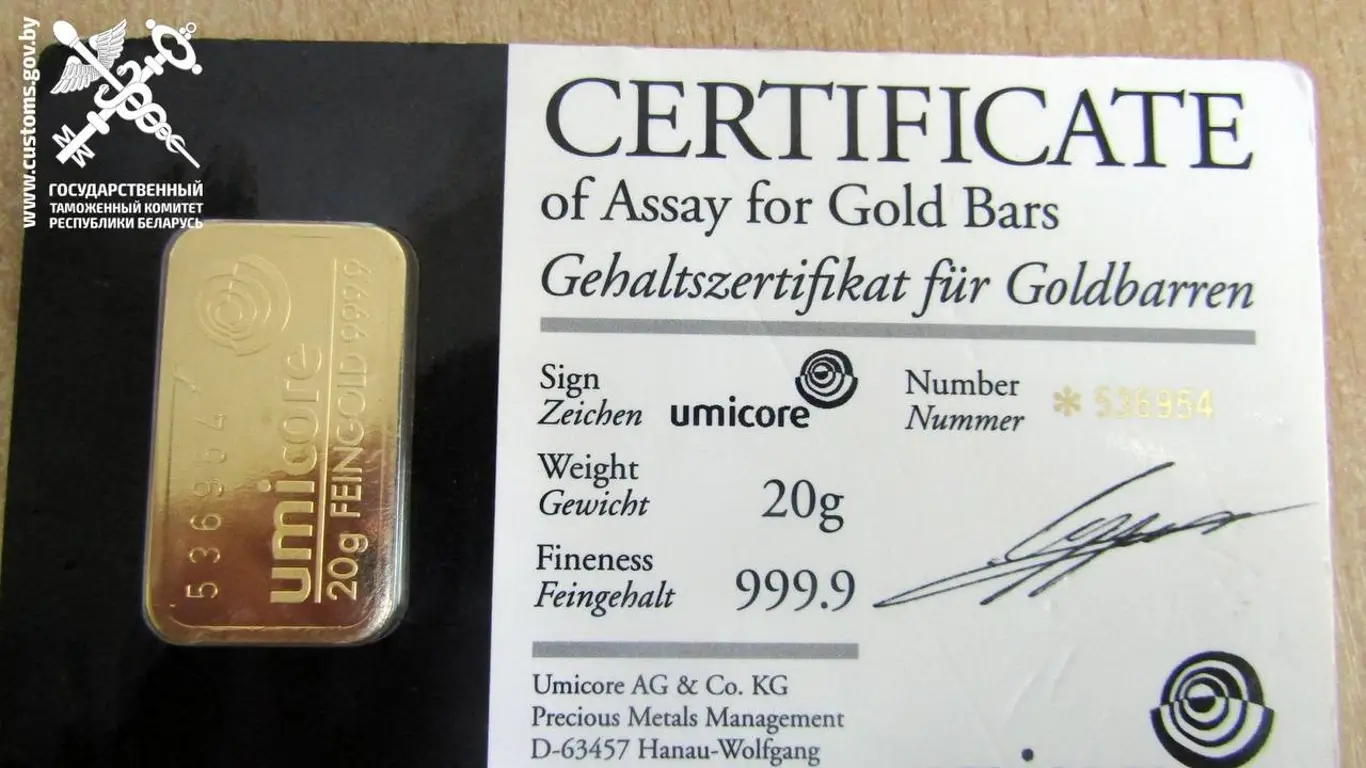 www.customs.gov.by
ГОСУДАРСТВЕННЫЙ
ТАМОЖЕННЫЙ КОМИТЕТ
РЕСПУБЛИКИ БЕЛАРУСЬ
536954
umicore
20g FEINGOLD 999.9
CERTIFICATE
of Assay for Gold Bars
Gehaltszertifikat für Goldbarren
Sign
Zeichen
umicore
Number
Nummer
* 536954
Weight
Gewicht
20g
Fineness
Feingehalt
999.9
Umicore AG & Co. KG
Precious Metals Management
D-63457 Hanau-Wolfgang